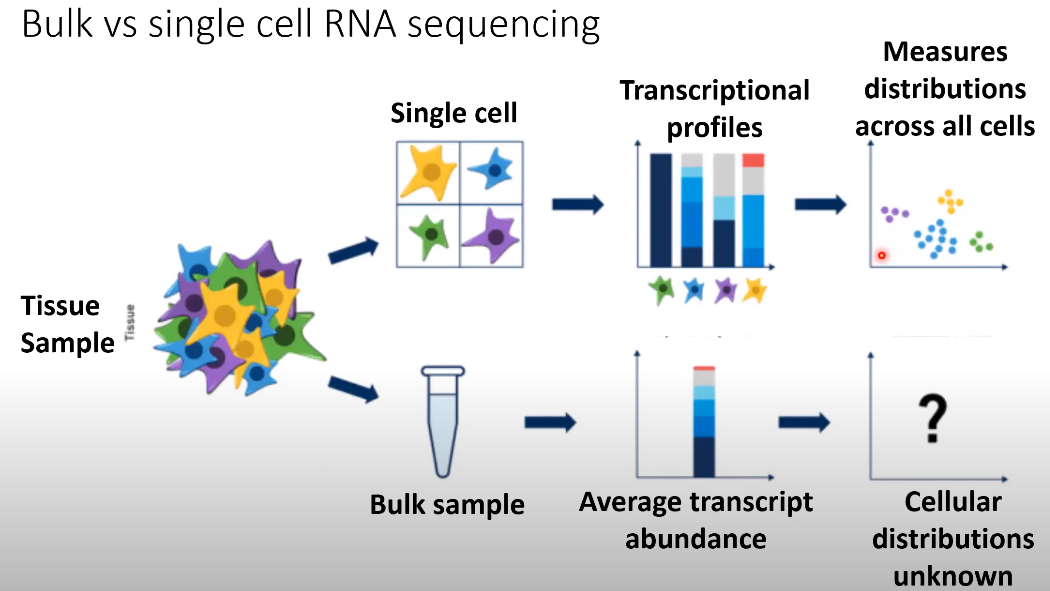 Bulk vs single cell RNA sequencing
Measures
distributions
across all cells
Transcriptional
profiles
Single cell
Tissue
Sample
Tissue
?
Bulk sample
Average transcript
abundance
Cellular
distributions
unknown